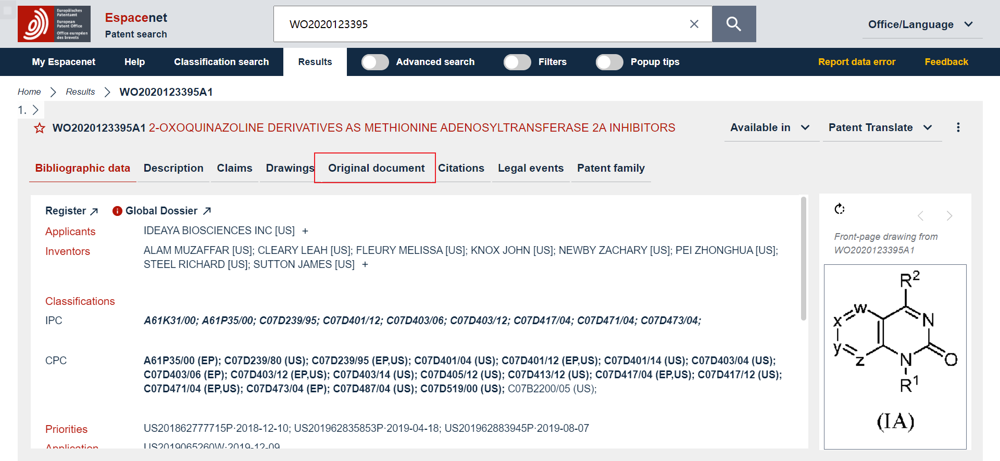 Europäisches
Patentamt
European
Patent Office
Office européen
des brevets
Espacenet
Patent search
WO2020123395
Office/Language
My Espacenet
Help
Classification search
Results
Advanced search
Filters
Popup tips
Report data error
Feedback
Home
Results
WO2020123395A1
1.
WO2020123395A1 2-OXOQUINAZOLINE DERIVATIVES AS METHIONINE ADENOSYLTRANSFERASE 2A INHIBITORS
Available in
Patent Translate
Bibliographic data
Description
Claims
Drawings
Original document
Citations
Legal events
Patent family
Register
Global Dossier
Applicants
IDEAYA BIOSCIENCES INC [US] +
Inventors
ALAM MUZAFFAR [US]; CLEARY LEAH [US]; FLEURY MELISSA [US]; KNOX JOHN [US]; NEWBY ZACHARY [US]; PEI ZHONGHUA [US];
STEEL RICHARD [US]; SUTTON JAMES [US] +
Classifications
IPC
A61K31/00; A61P35/00; C07D239/95; C07D401/12; C07D403/06; C07D403/12; C07D417/04; C07D471/04; C07D473/04;
CPC
A61P35/00 (EP); C07D239/80 (US); C07D239/95 (EP,US); C07D401/04 (US); C07D401/12 (EP,US); C07D401/14 (US); C07D403/04 (US);
C07D403/06 (EP); C07D403/12 (EP,US); C07D403/14 (US); C07D405/12 (US); C07D413/12 (US); C07D417/04 (EP,US); C07D417/12 (US);
C07D471/04 (EP,US); C07D473/04 (EP); C07D487/04 (US); C07D519/00 (US); C07B2200/05 (US);
Priorities
US201862777715P·2018-12-10; US201962835853P·2019-04-18; US201962883945P·2019-08-07
Application
US2019065260W·2019-12-09
Front-page drawing from
WO2020123395A1
R2
w
x
N
y
z
N
O
R1
(IA)